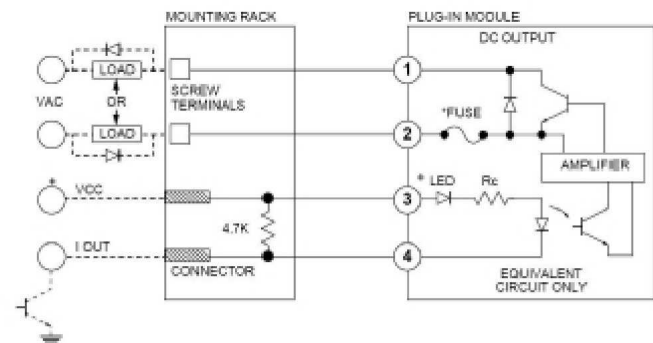 MOUNTING RACK
PLUG-IN MODULE
DC OUTPUT
LOAD
VAC
OR
LOAD
SCREW
TERMINALS
1
*FUSE
2
AMPLIFIER
+
VCC
3
* LED
Rc
4.7K
I OUT
CONNECTOR
4
EQUIVALENT
CIRCUIT ONLY